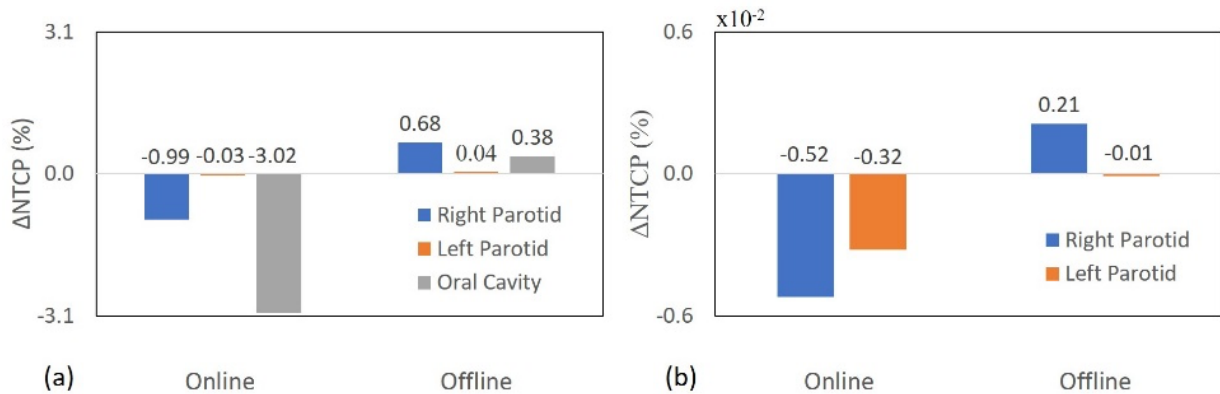 3.1
0.0
-3.1
ΔNTCP (%)
-0.99 -0.03 -3.02
0.68 0.04 0.38
Right Parotid
Left Parotid
Oral Cavity
Online Offline
(a)
x10-2
0.6
0.0
-0.6
ΔNTCP (%)
-0.52 -0.32
0.21 -0.01
Right Parotid
Left Parotid
Online Offline
(b)